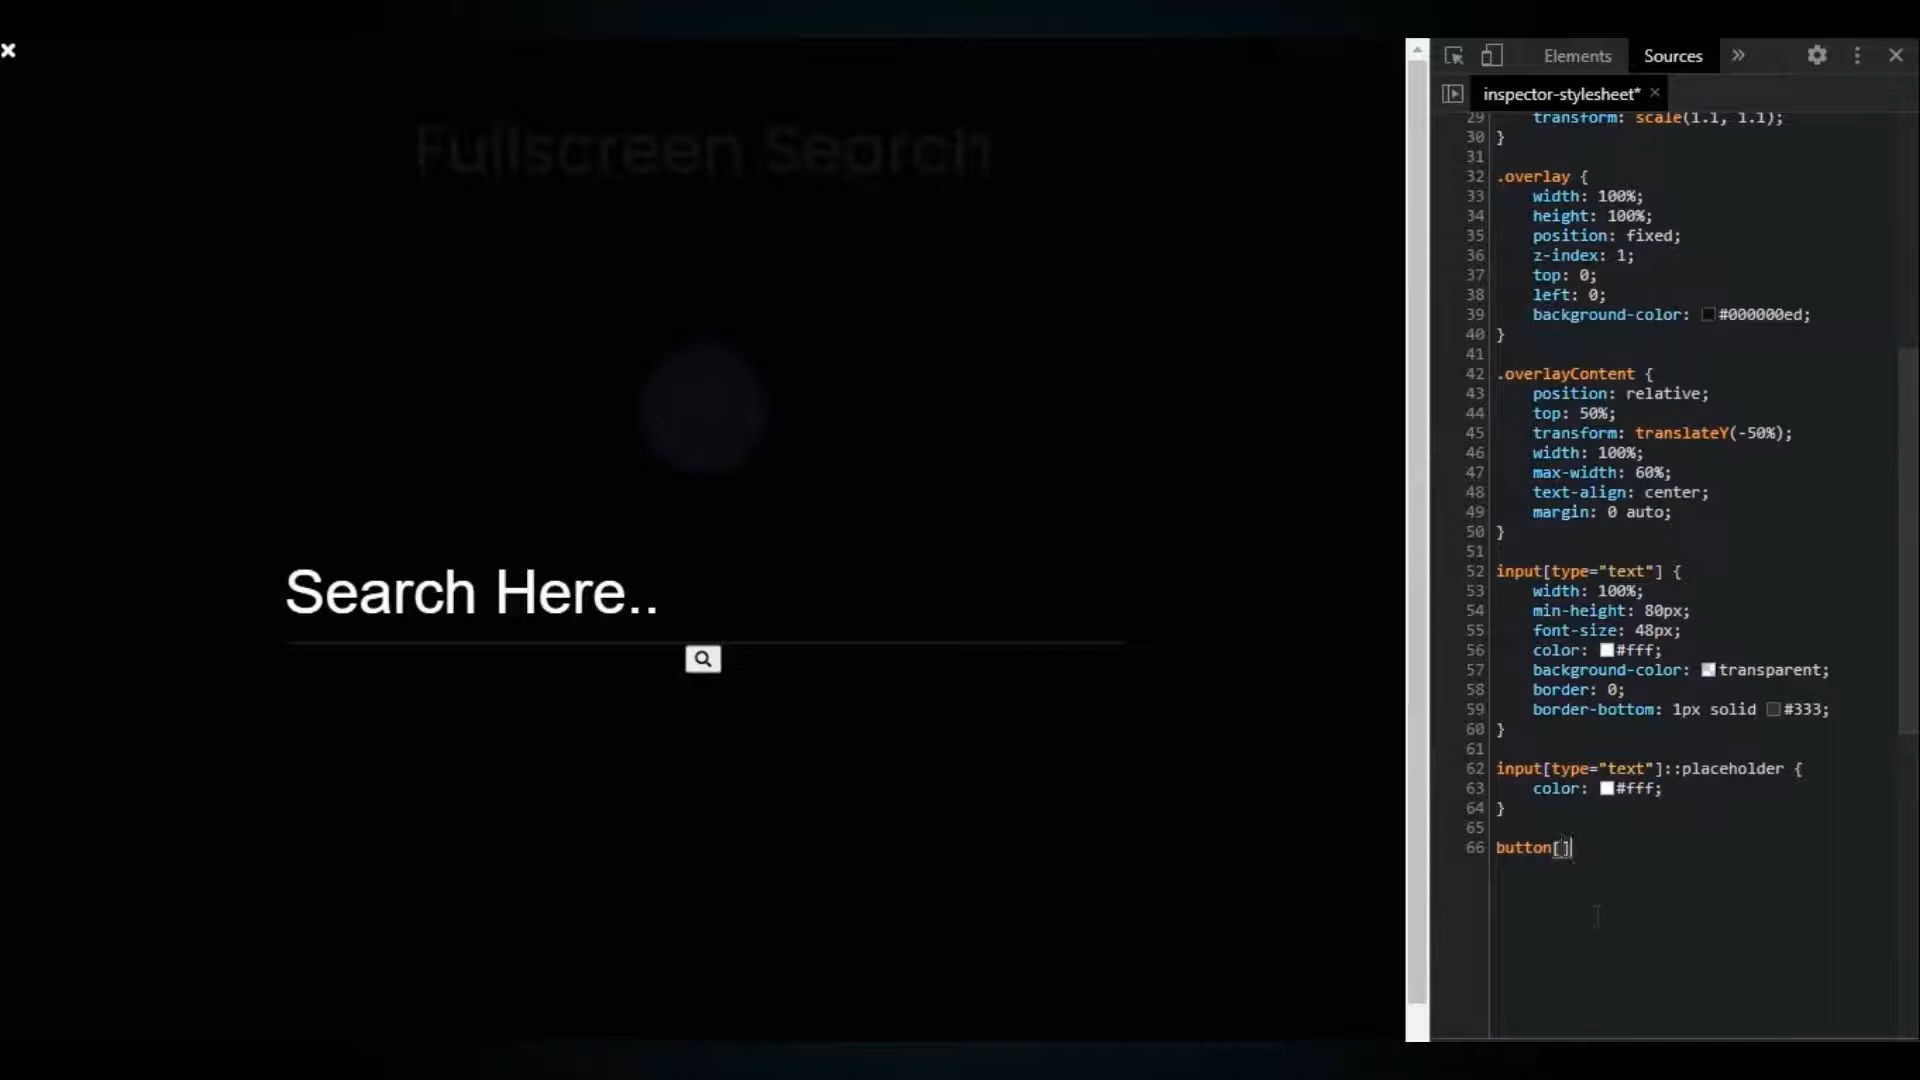 Fullscreen Search
Search Here..
Elements Sources
inspector-stylesheet*
29 transform: scale(1.1, 1.1);
30 }
31
32 .overlay {
33 width: 100%;
34 height: 100%;
35 position: fixed;
36 z-index: 1;
37 top: 0;
38 left: 0;
39 background-color: #000000ed;
40 }
41
42 .overlayContent {
43 position: relative;
44 top: 50%;
45 transform: translateY(-50%);
46 width: 100%;
47 max-width: 60%;
48 text-align: center;
49 margin: 0 auto;
50 }
51
52 input[type="text"] {
53 width: 100%;
54 min-height: 80px;
55 font-size: 48px;
56 color: #fff;
57 background-color: transparent;
58 border: 0;
59 border-bottom: 1px solid #333;
60 }
61
62 input[type="text"]::placeholder {
63 color: #fff;
64 }
65
66 button[]